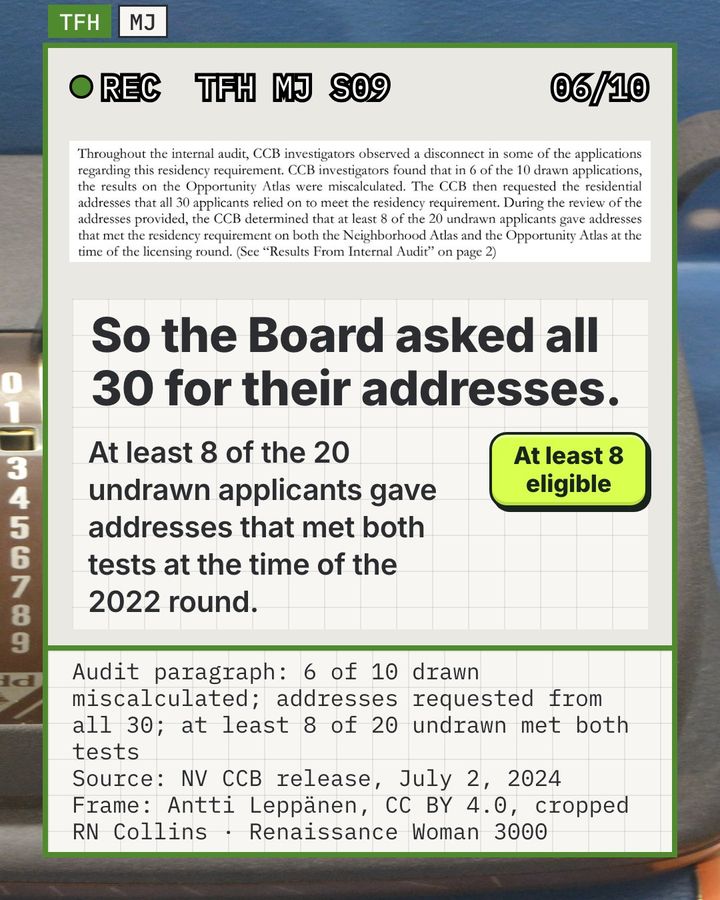 TFH MJ
REC TFH MJ S09 06/10
Throughout the internal audit, CCB investigators observed a disconnect in some of the applications
regarding this residency requirement. CCB investigators found that in 6 of the 10 drawn applications,
the results on the Opportunity Atlas were miscalculated. The CCB then requested the residential
addresses that all 30 applicants relied on to meet the residency requirement. During the review of the
addresses provided, the CCB determined that at least 8 of the 20 undrawn applicants gave addresses
that met the residency requirement on both the Neighborhood Atlas and the Opportunity Atlas at the
time of the licensing round. (See “Results From Internal Audit” on page 2)
So the Board asked all
30 for their addresses.
At least 8 of the 20
undrawn applicants gave
addresses that met both
tests at the time of the
2022 round.
At least 8
eligible
0
1
3
4
5
6
7
8
9
Audit paragraph: 6 of 10 drawn
miscalculated; addresses requested from
all 30; at least 8 of 20 undrawn met both
tests
Source: NV CCB release, July 2, 2024
Frame: Antti Leppänen, CC BY 4.0, cropped
RN Collins · Renaissance Woman 3000